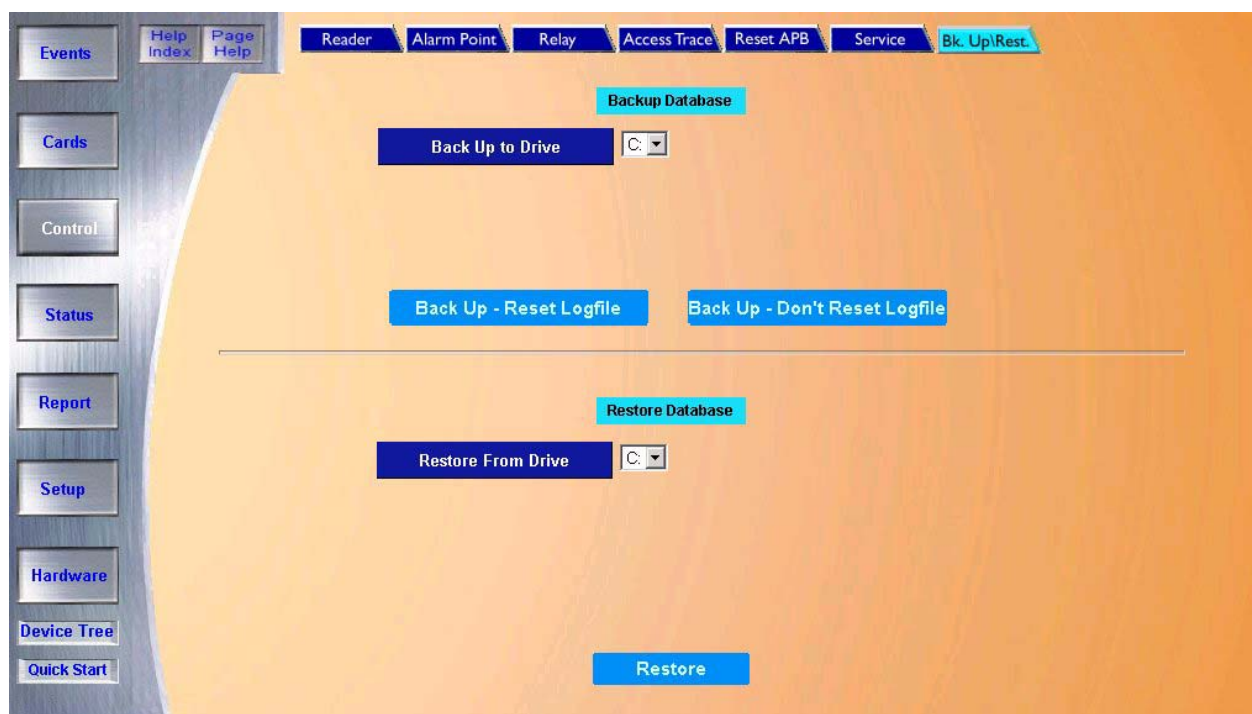 Events
Help Index
Page Help
Reader
Alarm Point
Relay
Access Trace
Reset APB
Service
Bk. Up\Rest.
Backup Database
Cards
Back Up to Drive
C:
Control
Status
Back Up - Reset Logfile
Back Up - Don't Reset Logfile
Report
Restore Database
Restore From Drive
C:
Setup
Hardware
Device Tree
Quick Start
Restore